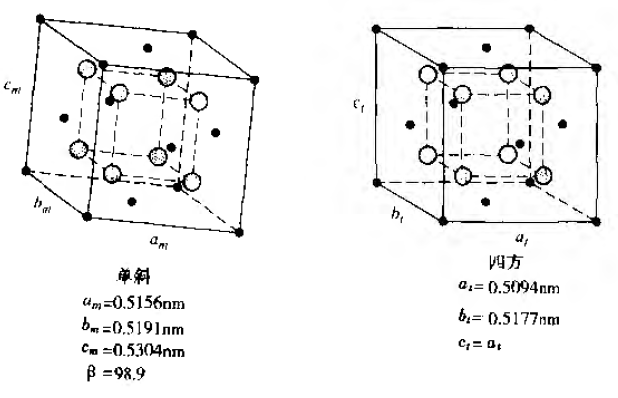 c_m
b_m
a_m
单斜
a_m=0.5156nm
b_m=0.5191nm
c_m=0.5304nm
β=98.9
c_t
b_t
a_t
四方
a_t=0.5094nm
b_t=0.5177nm
c_t=a_t